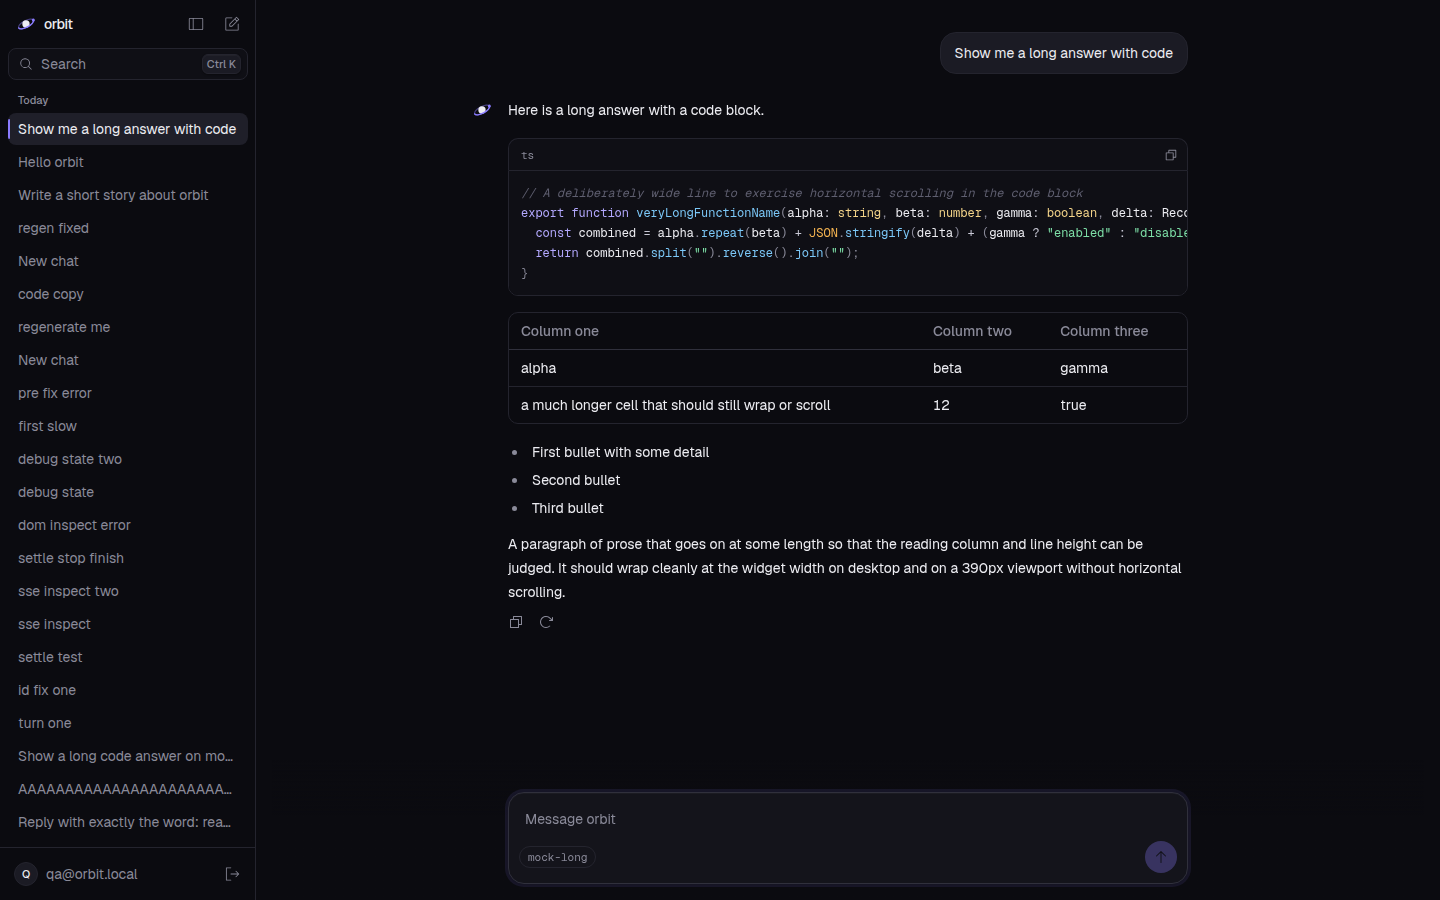 orbit
Search
Ctrl K
Today
Show me a long answer with code
Hello orbit
Write a short story about orbit
regen fixed
New chat
code copy
regenerate me
New chat
pre fix error
first slow
debug state two
debug state
dom inspect error
settle stop finish
sse inspect two
sse inspect
settle test
id fix one
turn one
Show a long code answer on mo…
AAAAAAAAAAAAAAAAAAAAAA…
Reply with exactly the word: rea…
Q
qa@orbit.local
Show me a long answer with code
Here is a long answer with a code block.
ts
// A deliberately wide line to exercise horizontal scrolling in the code block
export function veryLongFunctionName(alpha: string, beta: number, gamma: boolean, delta: Reco
  const combined = alpha.repeat(beta) + JSON.stringify(delta) + (gamma ? "enabled" : "disable
  return combined.split("").reverse().join("");
}
Column one Column two Column three
alpha beta gamma
a much longer cell that should still wrap or scroll 12 true
• First bullet with some detail
• Second bullet
• Third bullet
A paragraph of prose that goes on at some length so that the reading column and line height can be
judged. It should wrap cleanly at the widget width on desktop and on a 390px viewport without horizontal
scrolling.
Message orbit
mock-long